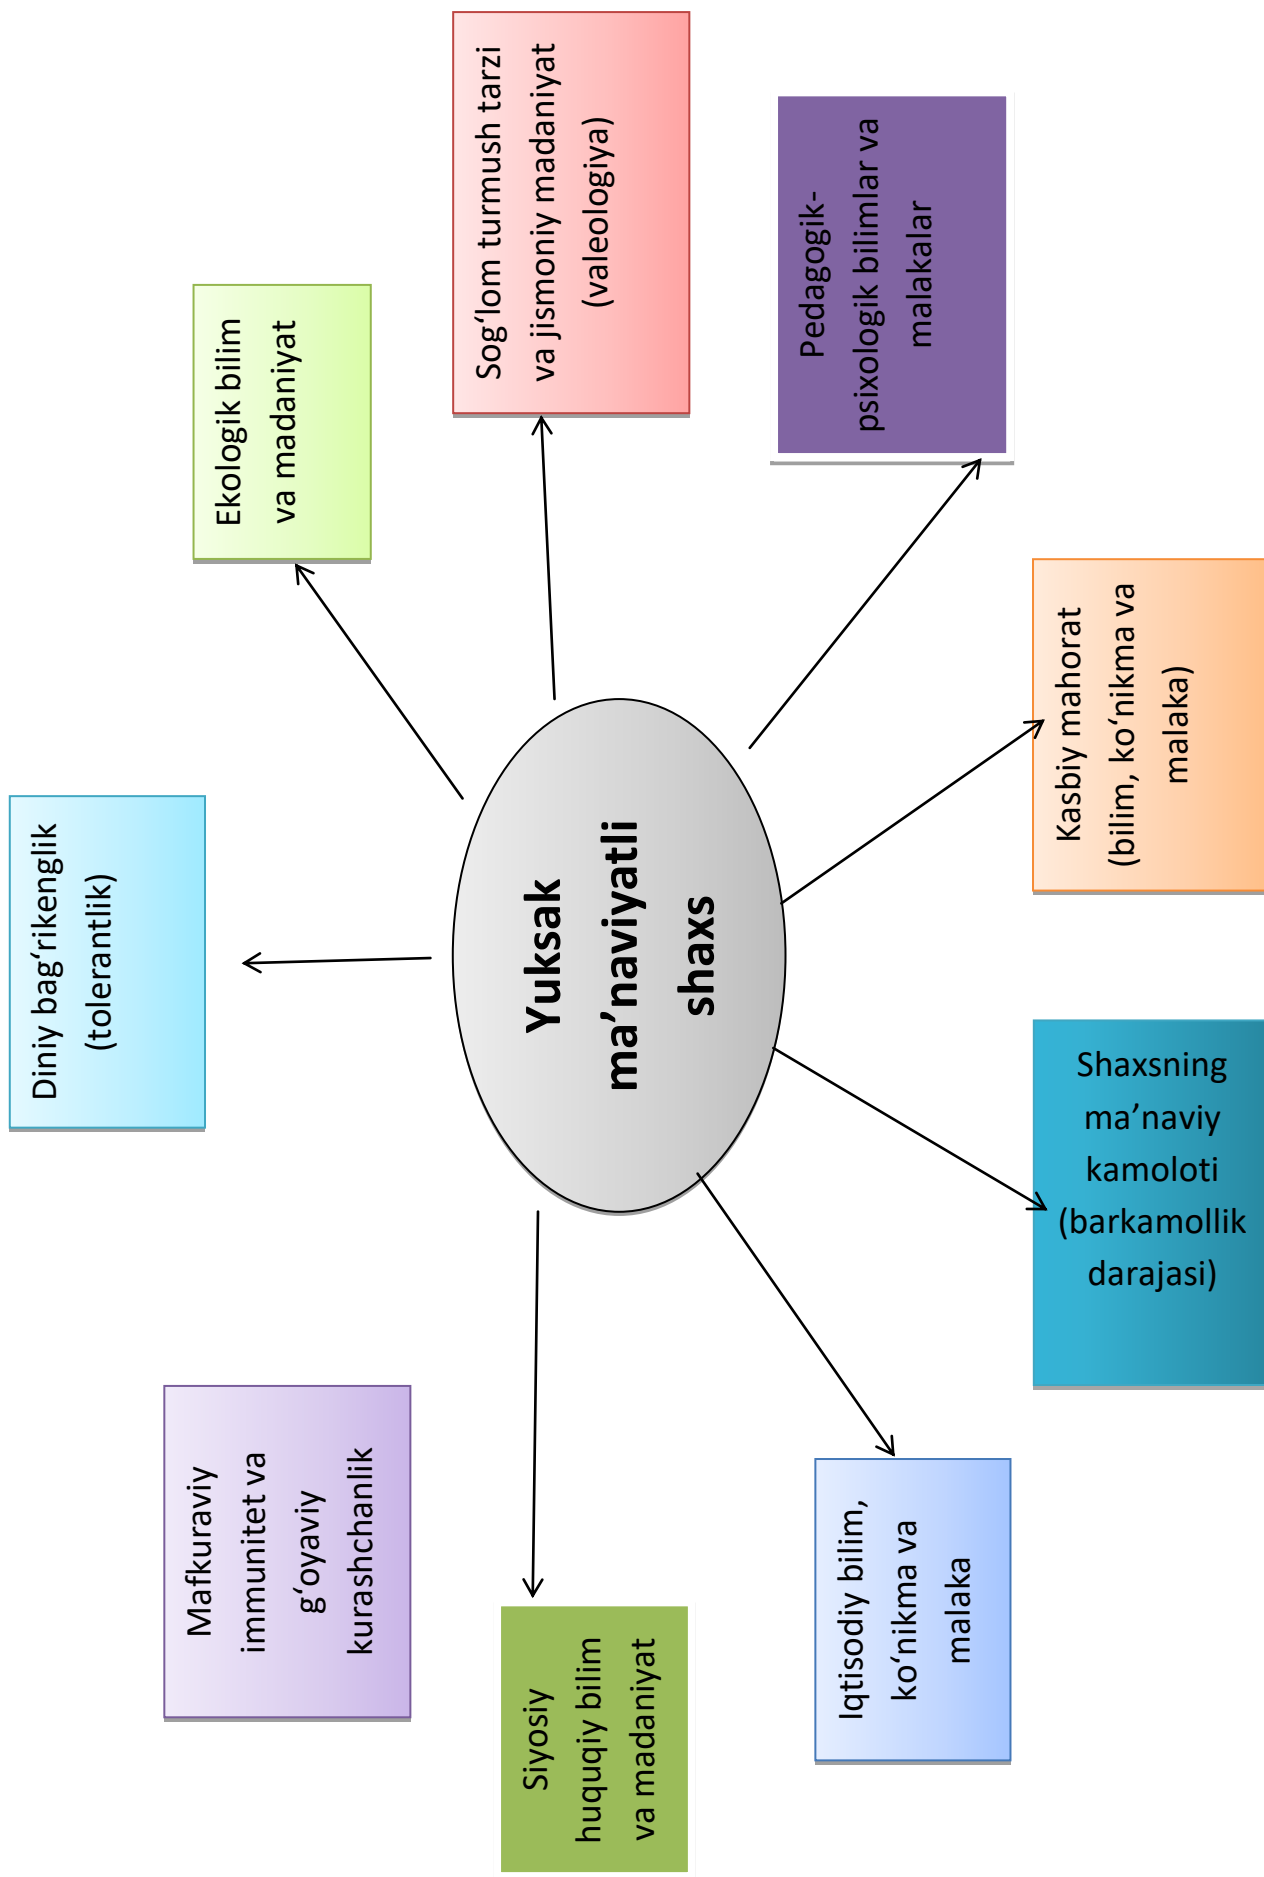 Mafkuraviy
immunitet va
g‘oyaviy
kurashchanlik
Diniy bag‘rikenglik
(tolerantlik)
Ekologik bilim
va madaniyat
Sog‘lom turmush tarzi
va jismoniy madaniyat
(valeologiya)
Siyosiy
huquqiy bilim
va madaniyat
Yuksak
ma’naviyatli
shaxs
Pedagogik-
psixologik bilimlar va
malakalar
Iqtisodiy bilim,
ko‘nikma va
malaka
Shaxsning
ma’naviy
kamoloti
(barkamollik
darajasi)
Kasbiy mahorat
(bilim, ko‘nikma va
malaka)